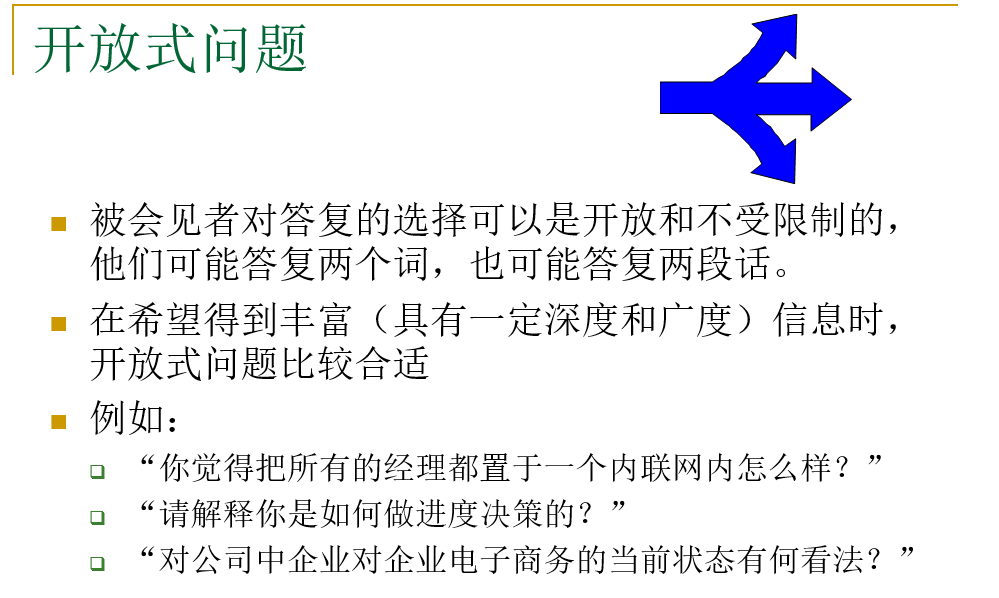 开放式问题
被会见者对答复的选择可以是开放和不受限制的，
他们可能答复两个词，也可能答复两段话。
在希望得到丰富（具有一定深度和广度）信息时，
开放式问题比较合适
例如：
“你觉得把所有的经理都置于一个内联网内怎么样？”
“请解释你是如何做进度决策的？”
“对公司中企业对企业电子商务的当前状态有何看法？”